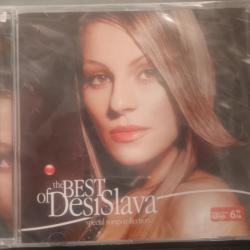 the BEST
of DesiSlava
special songs collection